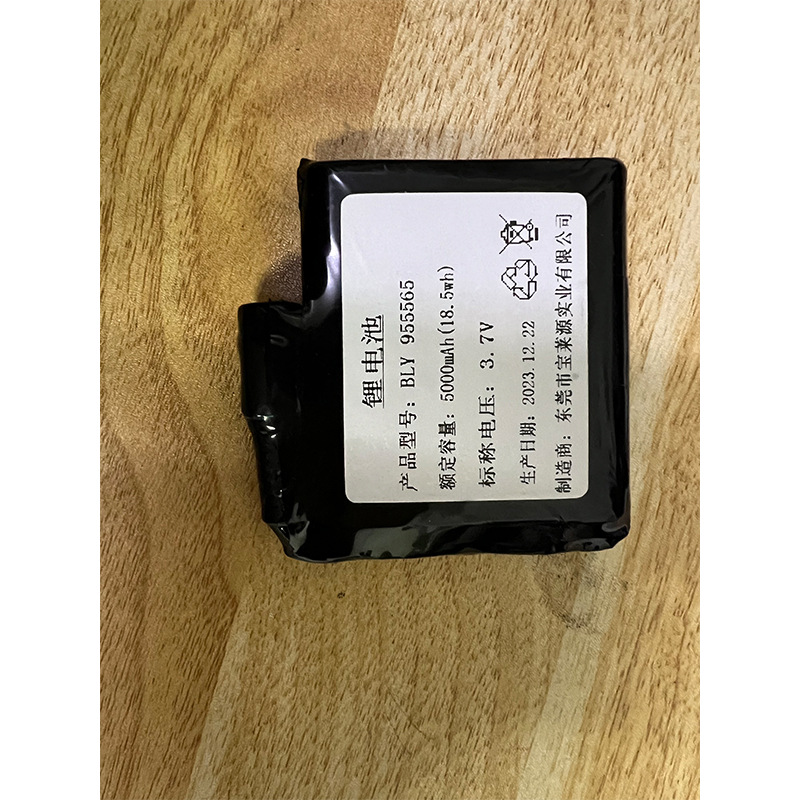 锂电池
产品型号：BLY 955565
额定容量：5000mAh(18.5wh)
标称电压：3.7V
生产日期：2023.12.22
制造商：东莞市宝莱源实业有限公司